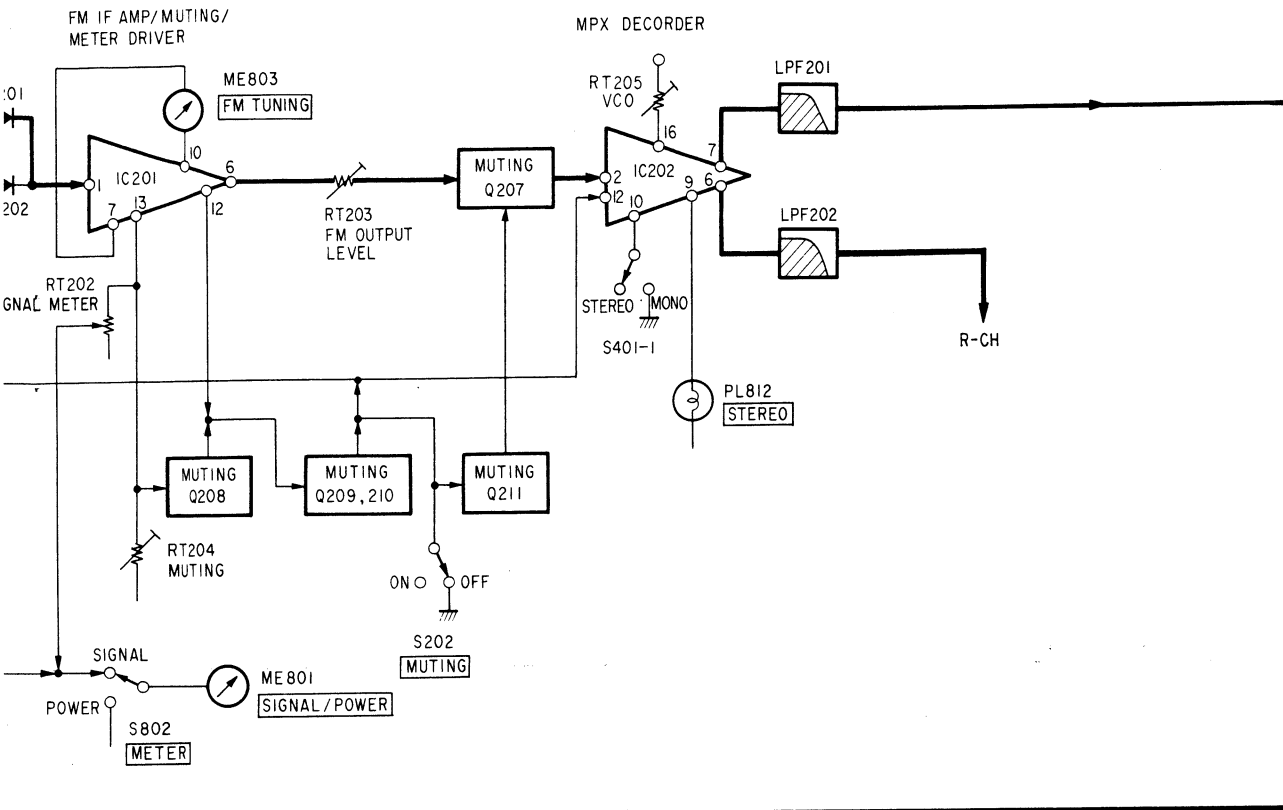 FM IF AMP/MUTING/
METER DRIVER
MPX DECORDER
ME803
FM TUNING
RT205
VCO
LPF201
:01
202
1
IC201
10
6
7
13
12
RT203
FM OUTPUT
LEVEL
MUTING
Q207
2
12
IC202
16
7
9
6
10
LPF202
STEREO
MONO
S401-1
R-CH
RT202
GNAL METER
PL812
STEREO
MUTING
Q208
MUTING
Q209,210
MUTING
Q211
RT204
MUTING
ON
OFF
S202
MUTING
SIGNAL
POWER
S802
METER
ME801
SIGNAL/POWER